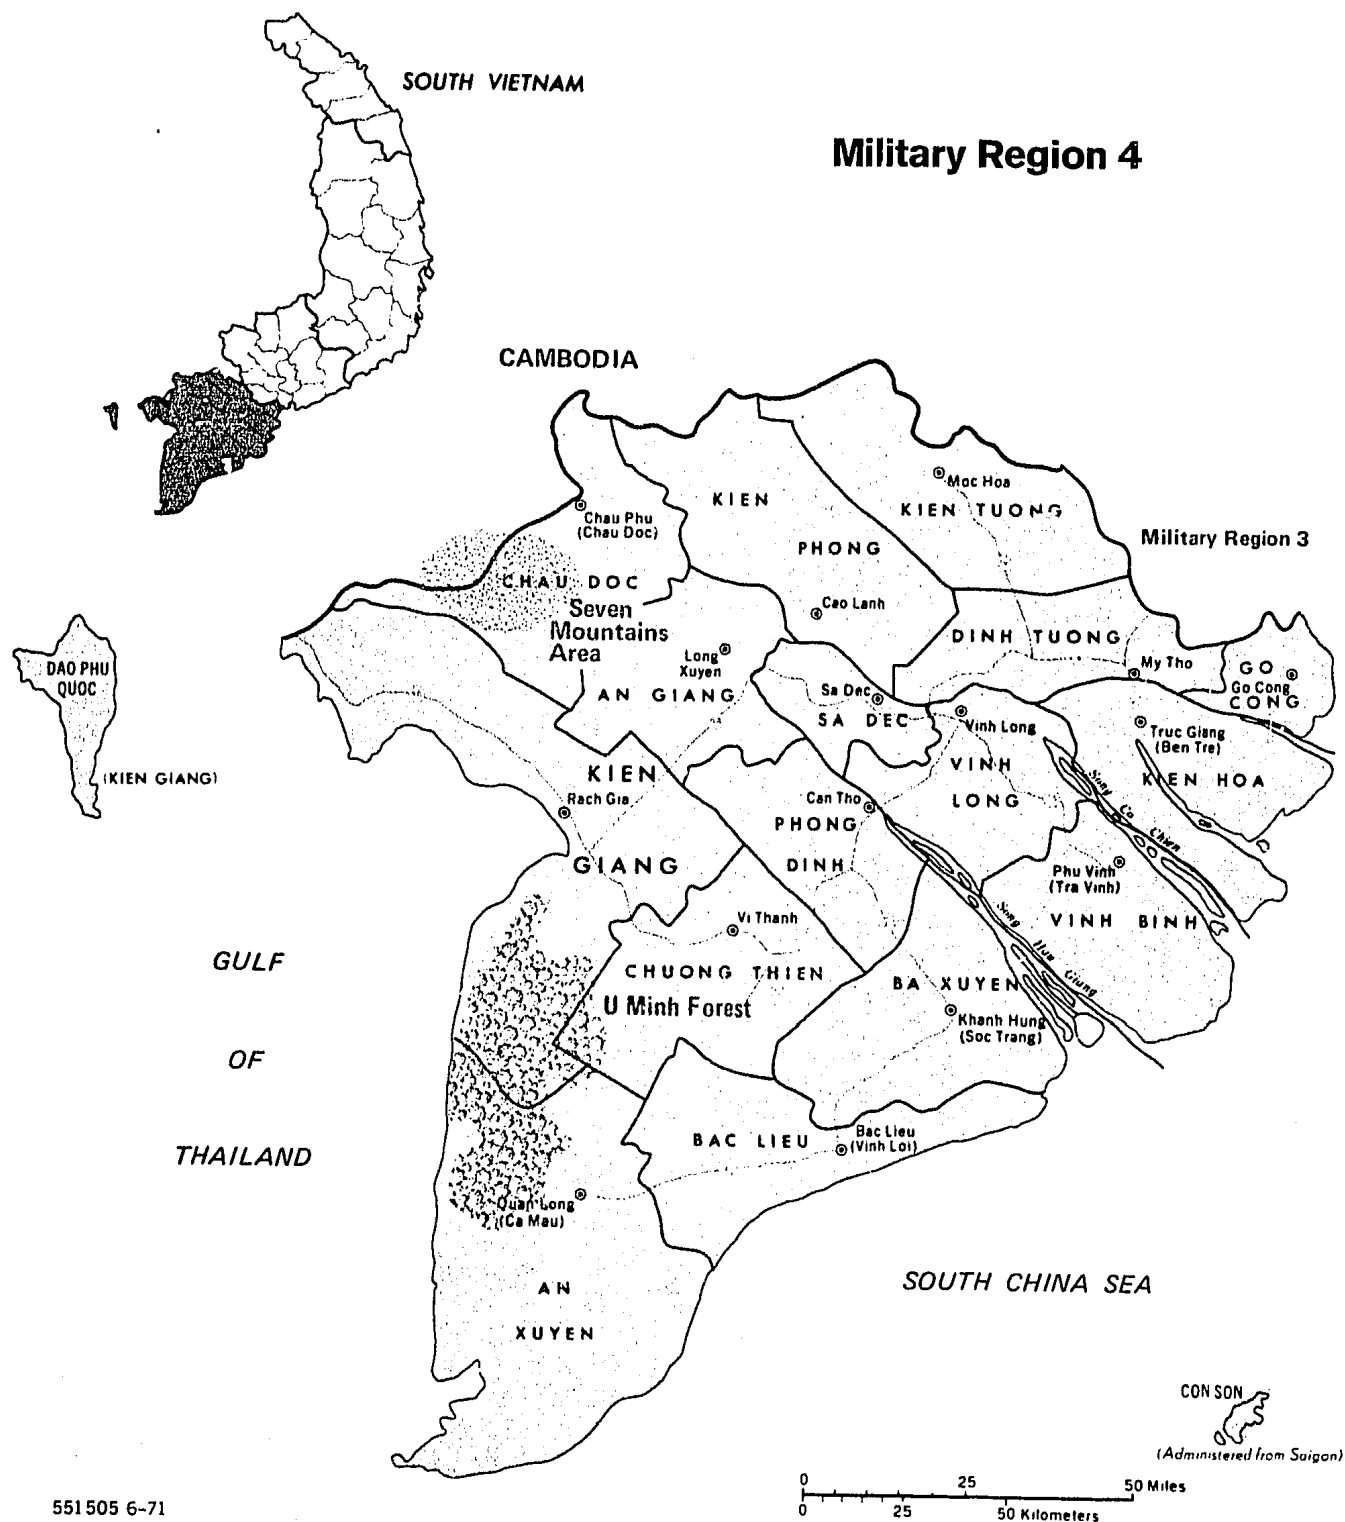 SOUTH VIETNAM
Military Region 4
CAMBODIA
Moc Hoa
KIEN
KIEN TUONG
Chau Phu
(Chau Doc)
Military Region 3
PHONG
CHAU DOC
Seven
Mountains
Area
Cao Lanh
DINH TUONG
DAO PHU
QUOC
Long
Xuyen
My Tho
GO
Go Cong
CONG
AN GIANG
Sa Dec
SA DEC
Vinh Long
Truc Giang
(Ben Tre)
(KIEN GIANG)
KIEN
VINH
KIEN HOA
Rach Gia
Can Tho
LONG
PHONG
Song Co Chien
GIANG
DINH
Phu Vinh
(Tra Vinh)
Vi Thanh
VINH BINH
GULF
CHUONG THIEN
BA XUYEN
Song Hau Giang
U Minh Forest
Khanh Hung
(Soc Trang)
OF
BAC LIEU
Bac Lieu
(Vinh Loi)
THAILAND
Quan Long
(Ca Mau)
SOUTH CHINA SEA
AN
XUYEN
CON SON
(Administered from Saigon)
0 25 50 Miles
0 25 50 Kilometers
551505 6-71